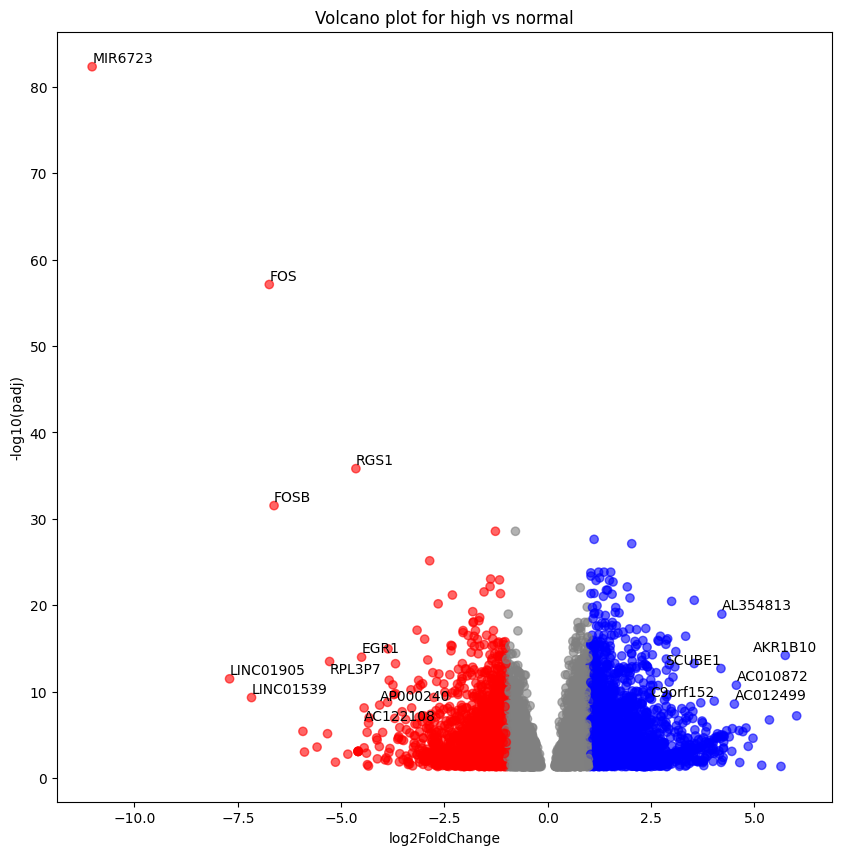 Volcano plot for high vs normal
MIR6723
80
70
60
FOS
50
40
-log10(padj)
RGS1
FOSB
30
20
AL354813
EGR1
AKR1B10
SCUBE1
LINC01905
RPL3P7
AC010872
10
LINC01539
AP000240
C9orf152
AC012499
AC122108
0
−10.0
−7.5
−5.0
−2.5
0.0
2.5
5.0
log2FoldChange